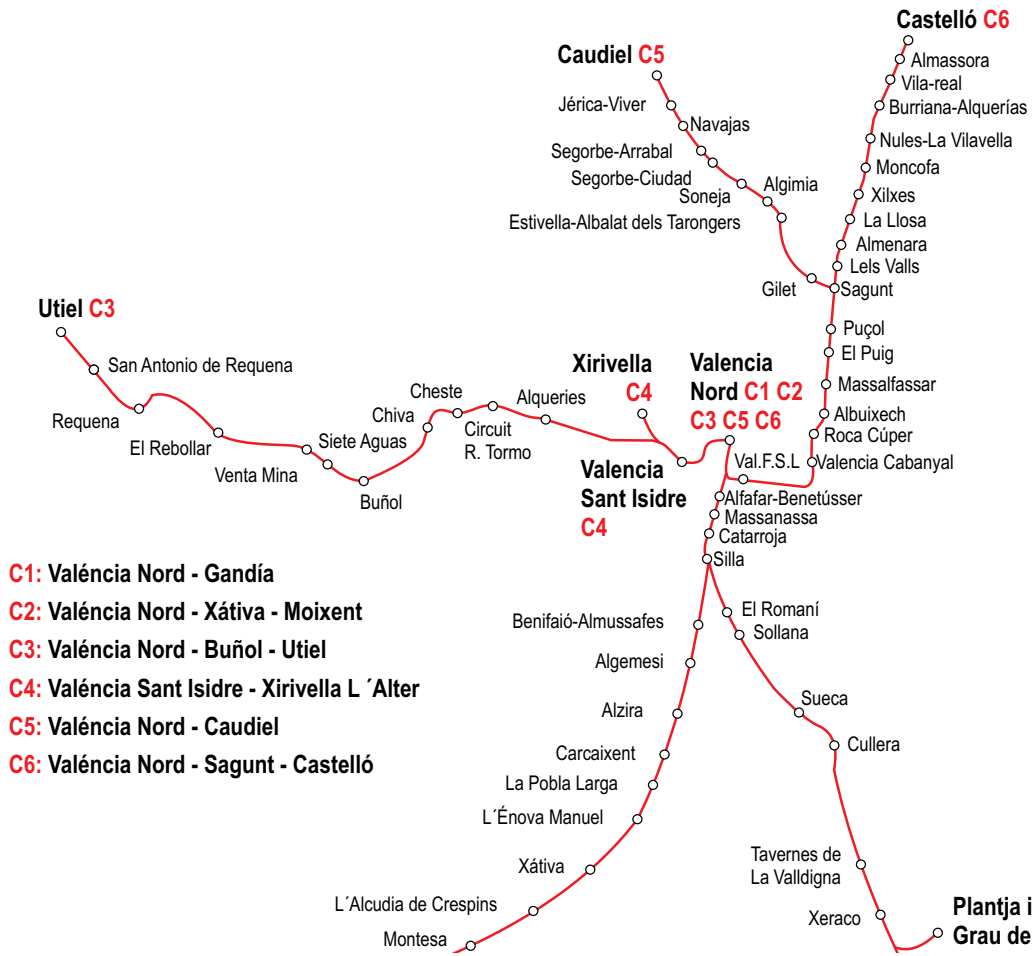 Castelló C6
Almassora
Vila-real
Burriana-Alquerías
Nules-La Vilavella
Moncofa
Xilxes
La Llosa
Almenara
Lels Valls
Sagunt
Caudiel C5
Jérica-Viver
Navajas
Segorbe-Arrabal
Segorbe-Ciudad
Soneja
Algimia
Estivella-Albalat dels Tarongers
Gilet
Puçol
El Puig
Massalfassar
Albuixech
Roca Cúper
Valencia Cabanyal
Utiel C3
San Antonio de Requena
Requena
El Rebollar
Siete Aguas
Venta Mina
Buñol
Chiva
Cheste
Circuit
R. Tormo
Alqueries
Xirivella
C4
Valencia
Nord C1 C2
C3 C5 C6
Valencia
Sant Isidre
C4
Val.F.S.L
Alfafar-Benetússer
Massanassa
Catarroja
Silla
C1: Valéncia Nord - Gandía
C2: Valéncia Nord - Xátiva - Moixent
C3: Valéncia Nord - Buñol - Utiel
C4: Valéncia Sant Isidre - Xirivella L ´Alter
C5: Valéncia Nord - Caudiel
C6: Valéncia Nord - Sagunt - Castelló
Benifaió-Almussafes
Algemesi
Alzira
Carcaixent
La Pobla Larga
L´Énova Manuel
Xátiva
L´Alcudia de Crespins
Montesa
El Romaní
Sollana
Sueca
Cullera
Tavernes de
La Valldigna
Xeraco
Plantja i
Grau de